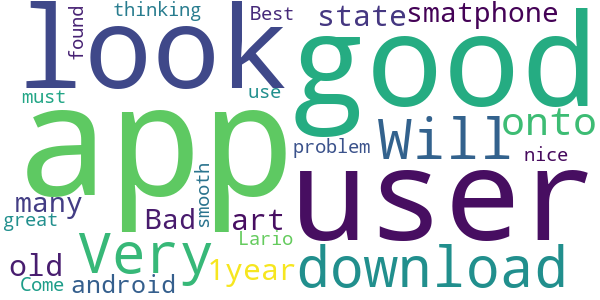 look
found
thinking
Best
state
smatphone
good
must
use
app
Will
onto
problem
nice
user
many
smooth
great
Bad
art
Very
Lario
old
Come
android
1year
download